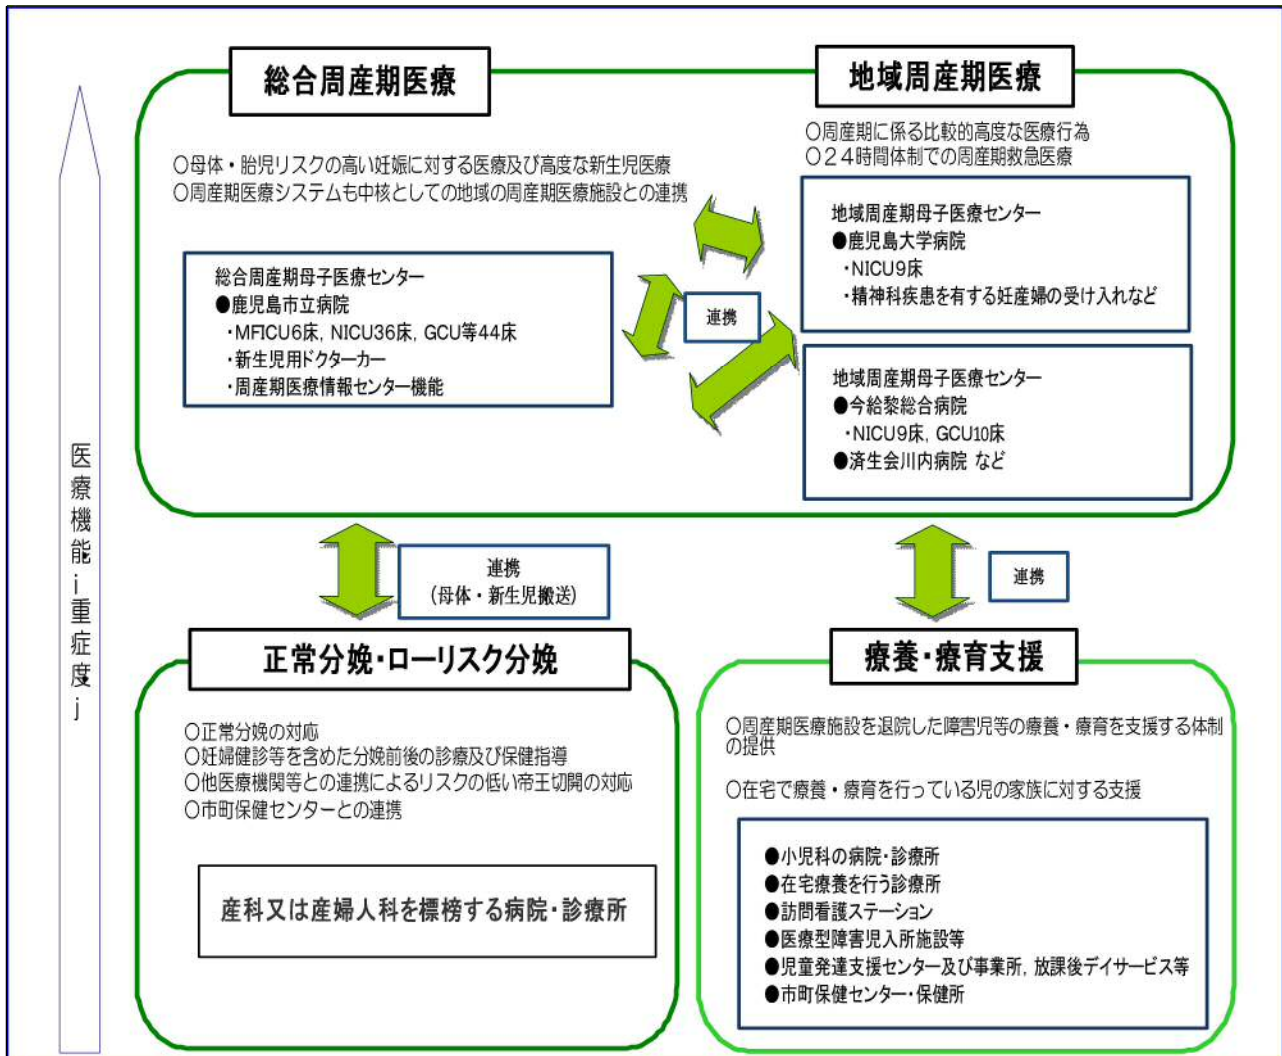 総合周産期医療
○母体・胎児リスクの高い妊娠に対する医療及び高度な新生児医療
○周産期医療システムも中核としての地域の周産期医療施設との連携
総合周産期母子医療センター
●鹿児島市立病院
・MFICU6床, NICU36床, GCU等44床
・新生児用ドクターカー
・周産期医療情報センター機能
地域周産期医療
○周産期に係る比較的高度な医療行為
○２４時間体制での周産期救急医療
地域周産期母子医療センター
●鹿児島大学病院
・NICU9床
・精神科疾患を有する妊産婦の受け入れなど
連携
地域周産期母子医療センター
●今給黎総合病院
・NICU9床, GCU10床
●済生会川内病院 など
医療機能ｉ重症度ｊ
連携
(母体・新生児搬送)
連携
正常分娩・ローリスク分娩
○正常分娩の対応
○妊婦健診等を含めた分娩前後の診療及び保健指導
○他医療機関等との連携によるリスクの低い帝王切開の対応
○市町保健センターとの連携
産科又は産婦人科を標榜する病院・診療所
療養・療育支援
○周産期医療施設を退院した障害児等の療養・療育を支援する体制
の提供
○在宅で療養・療育を行っている児の家族に対する支援
●小児科の病院・診療所
●在宅療養を行う診療所
●訪問看護ステーション
●医療型障害児入所施設等
●児童発達支援センター及び事業所, 放課後デイサービス等
●市町保健センター・保健所